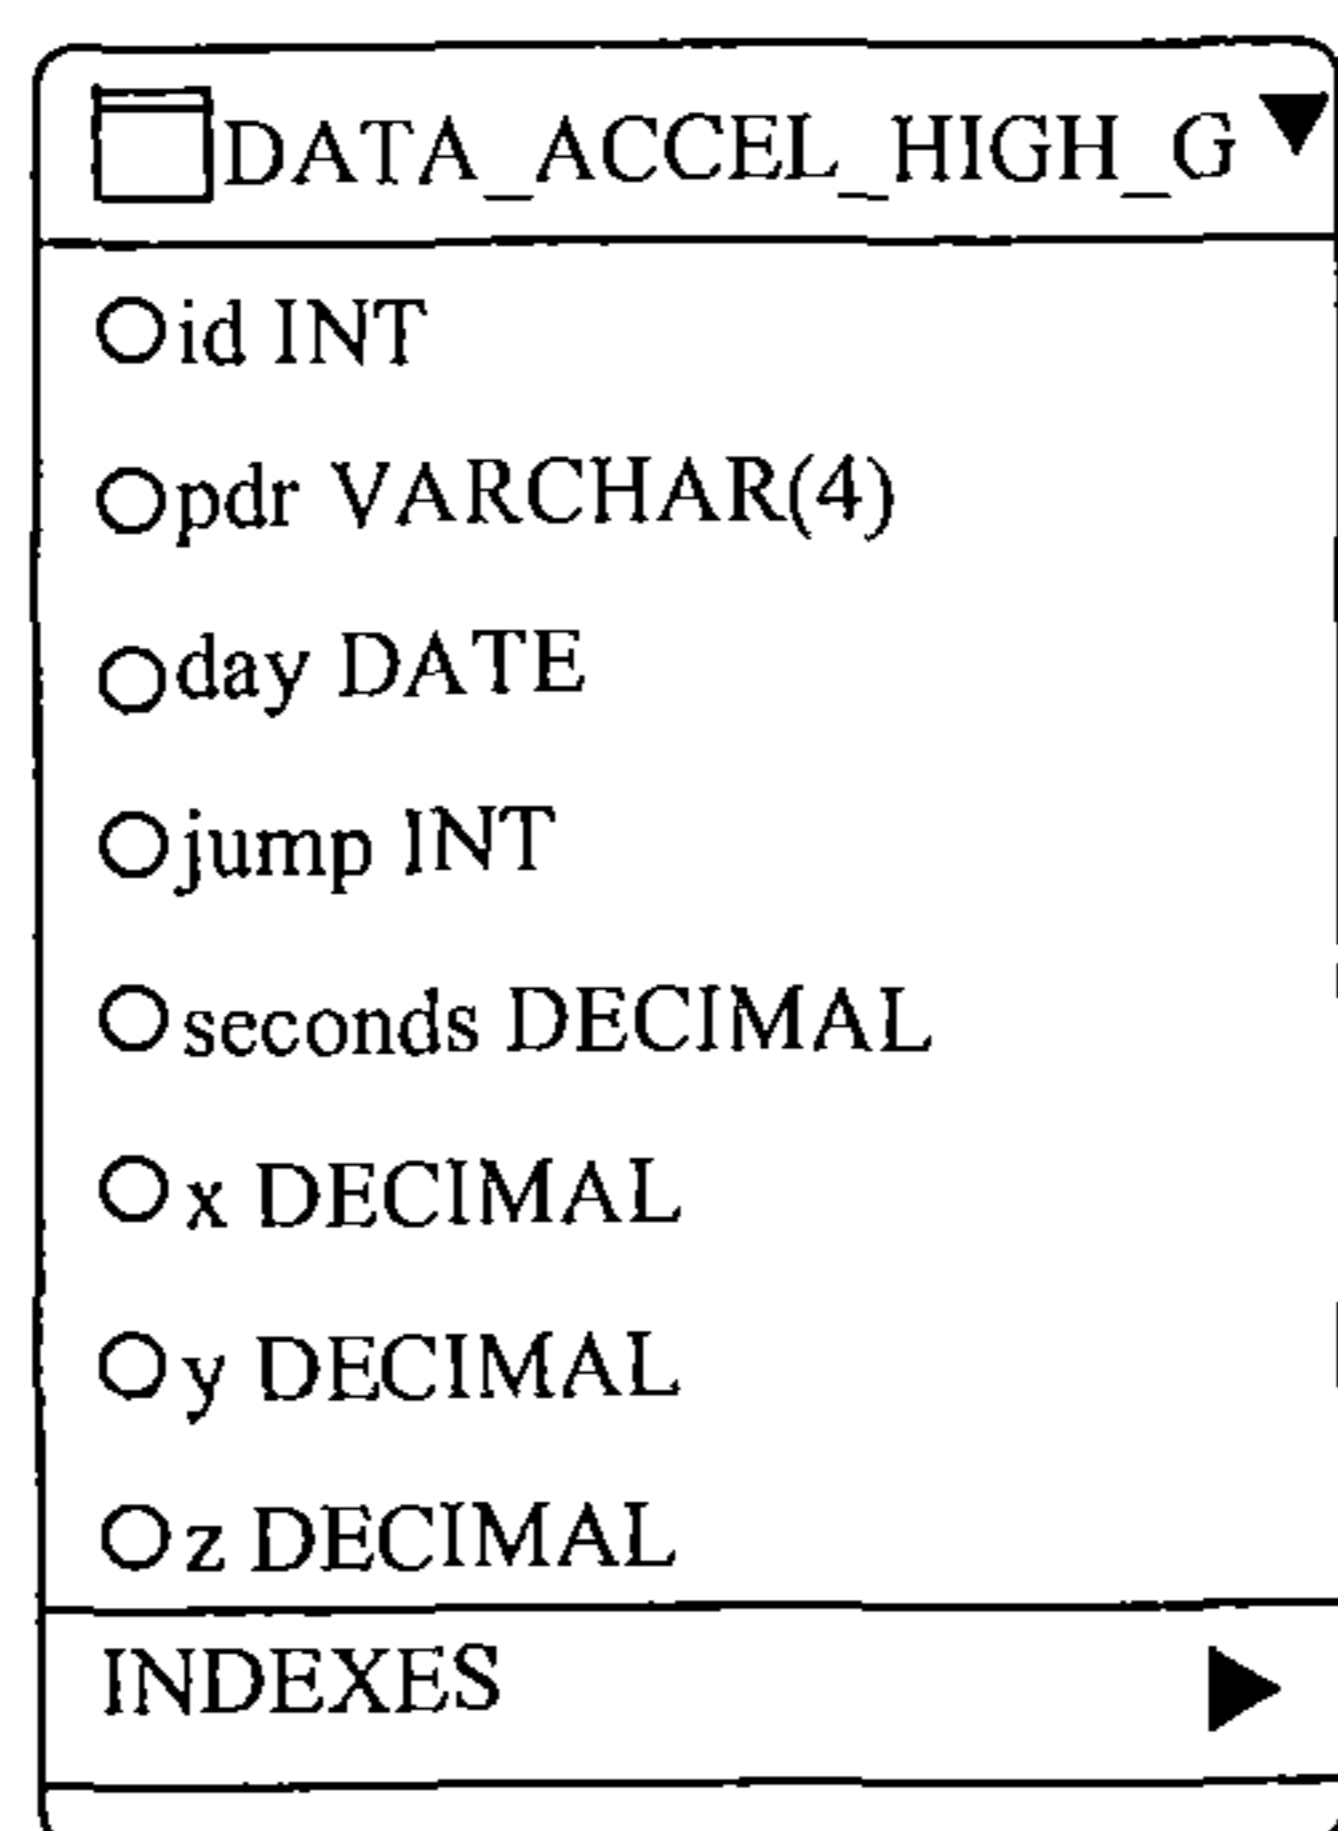 DATA_ACCEL_HIGH_G
id INT
pdr VARCHAR(4)
day DATE
jump INT
seconds DECIMAL
x DECIMAL
y DECIMAL
z DECIMAL
INDEXES